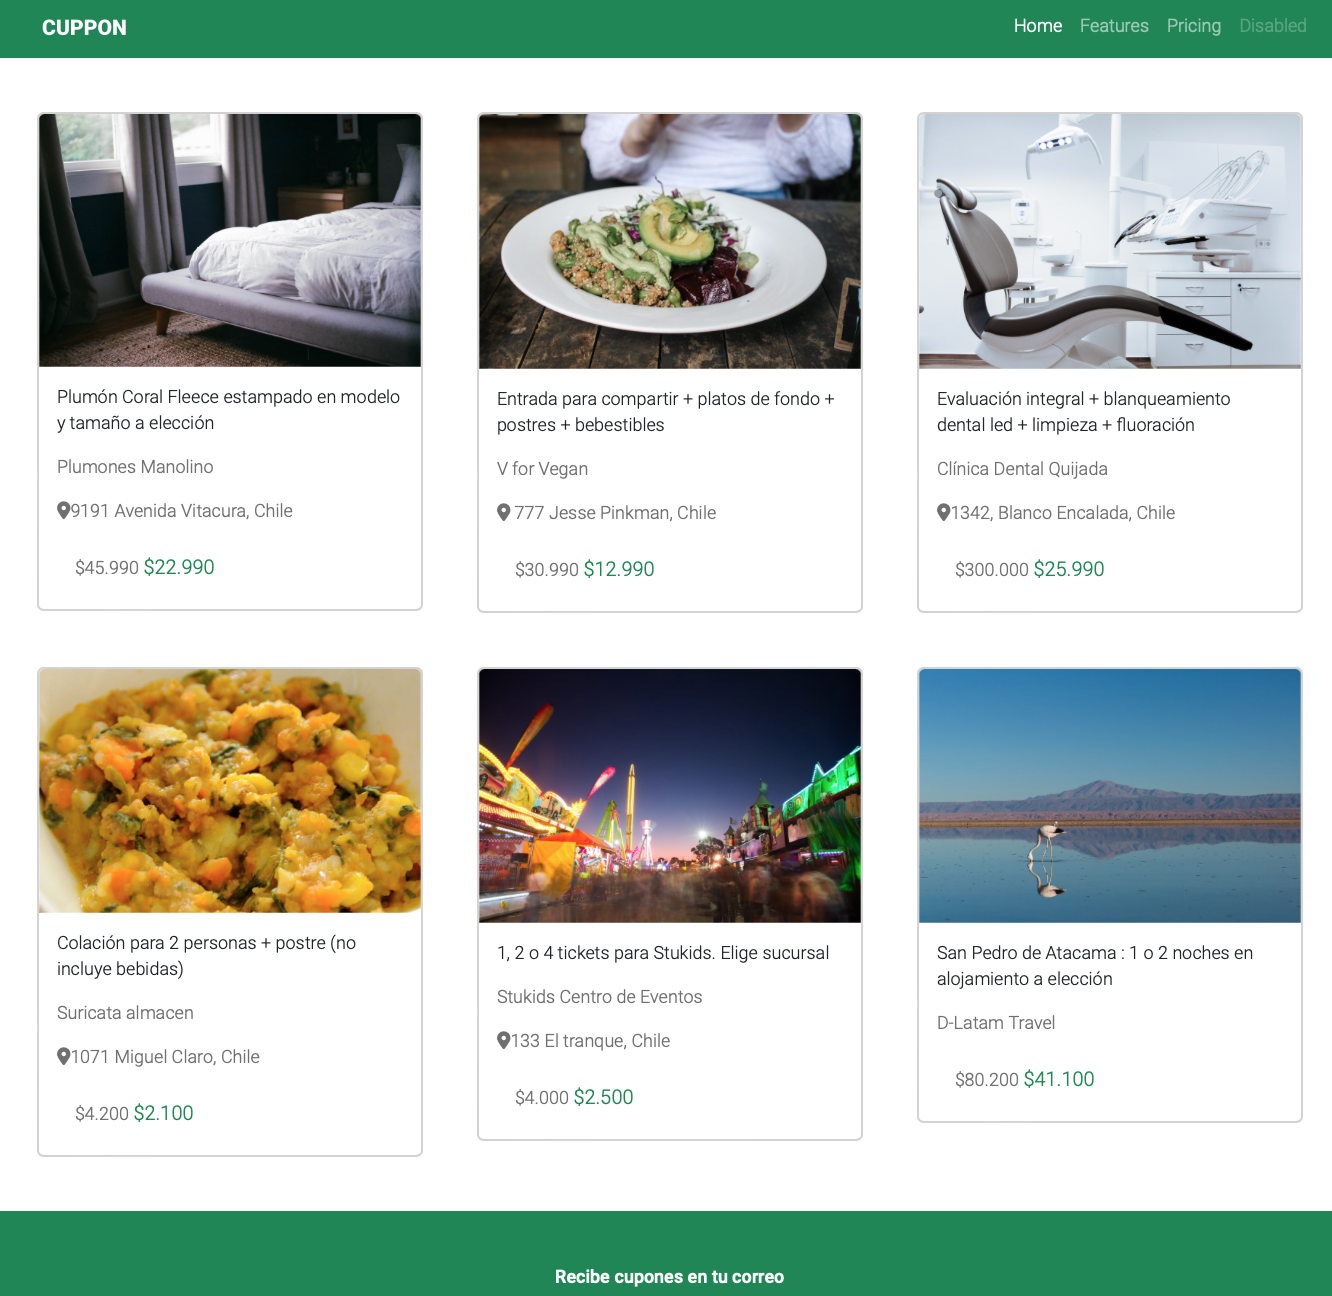 CUPPON
Home Features Pricing Disabled
Plumón Coral Fleece estampado en modelo
y tamaño a elección
Plumones Manolino
9191 Avenida Vitacura, Chile
$45.990 $22.990
Entrada para compartir + platos de fondo +
postres + bebestibles
V for Vegan
777 Jesse Pinkman, Chile
$30.990 $12.990
Evaluación integral + blanqueamiento
dental led + limpieza + fluoración
Clínica Dental Quijada
1342, Blanco Encalada, Chile
$300.000 $25.990
Colación para 2 personas + postre (no
incluye bebidas)
Suricata almacen
1071 Miguel Claro, Chile
$4.200 $2.100
1, 2 o 4 tickets para Stukids. Elige sucursal
Stukids Centro de Eventos
133 El tranque, Chile
$4.000 $2.500
San Pedro de Atacama : 1 o 2 noches en
alojamiento a elección
D-Latam Travel
$80.200 $41.100
Recibe cupones en tu correo